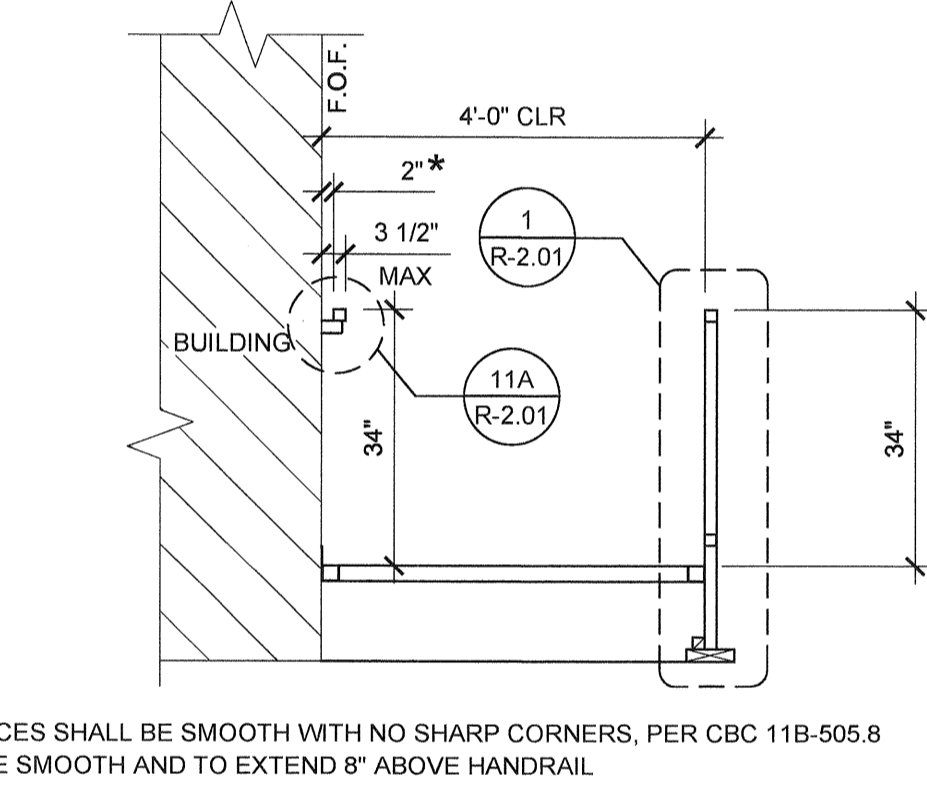 F.O.F.
4'-0" CLR
2"*
3 1/2"
MAX
1
R-2.01
BUILDING
11A
R-2.01
34"
34"
CES SHALL BE SMOOTH WITH NO SHARP CORNERS, PER CBC 11B-505.8
E SMOOTH AND TO EXTEND 8" ABOVE HANDRAIL